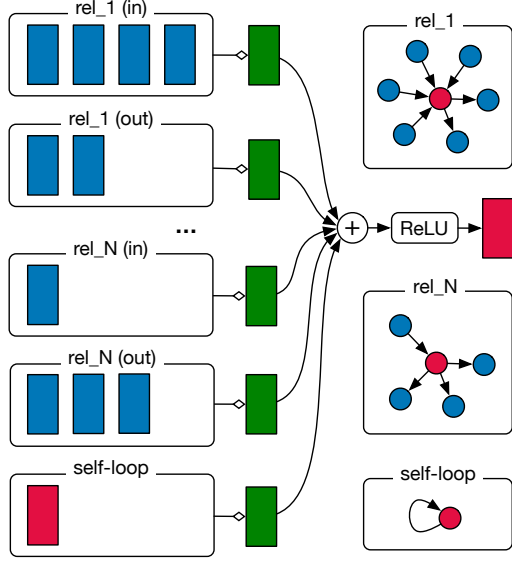 rel_1 (in)
rel_1 (out)
...
rel_N (in)
rel_N (out)
self-loop
+
ReLU
rel_1
rel_N
self-loop